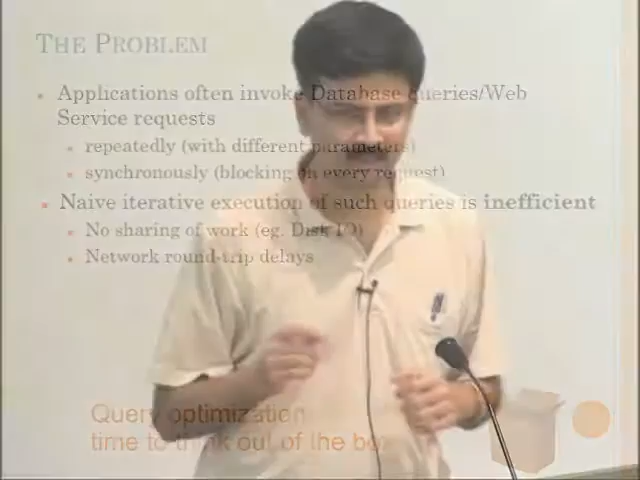 THE PROBLEM
Applications often invoke Database queries/Web
Service requests
repeatedly (with different parameters)
synchronously (blocking on every request)
Naive iterative execution of such queries is inefficient
No sharing of work (eg. Disk I/O)
Network round-trip delays
Query optimization
time to think out of the box